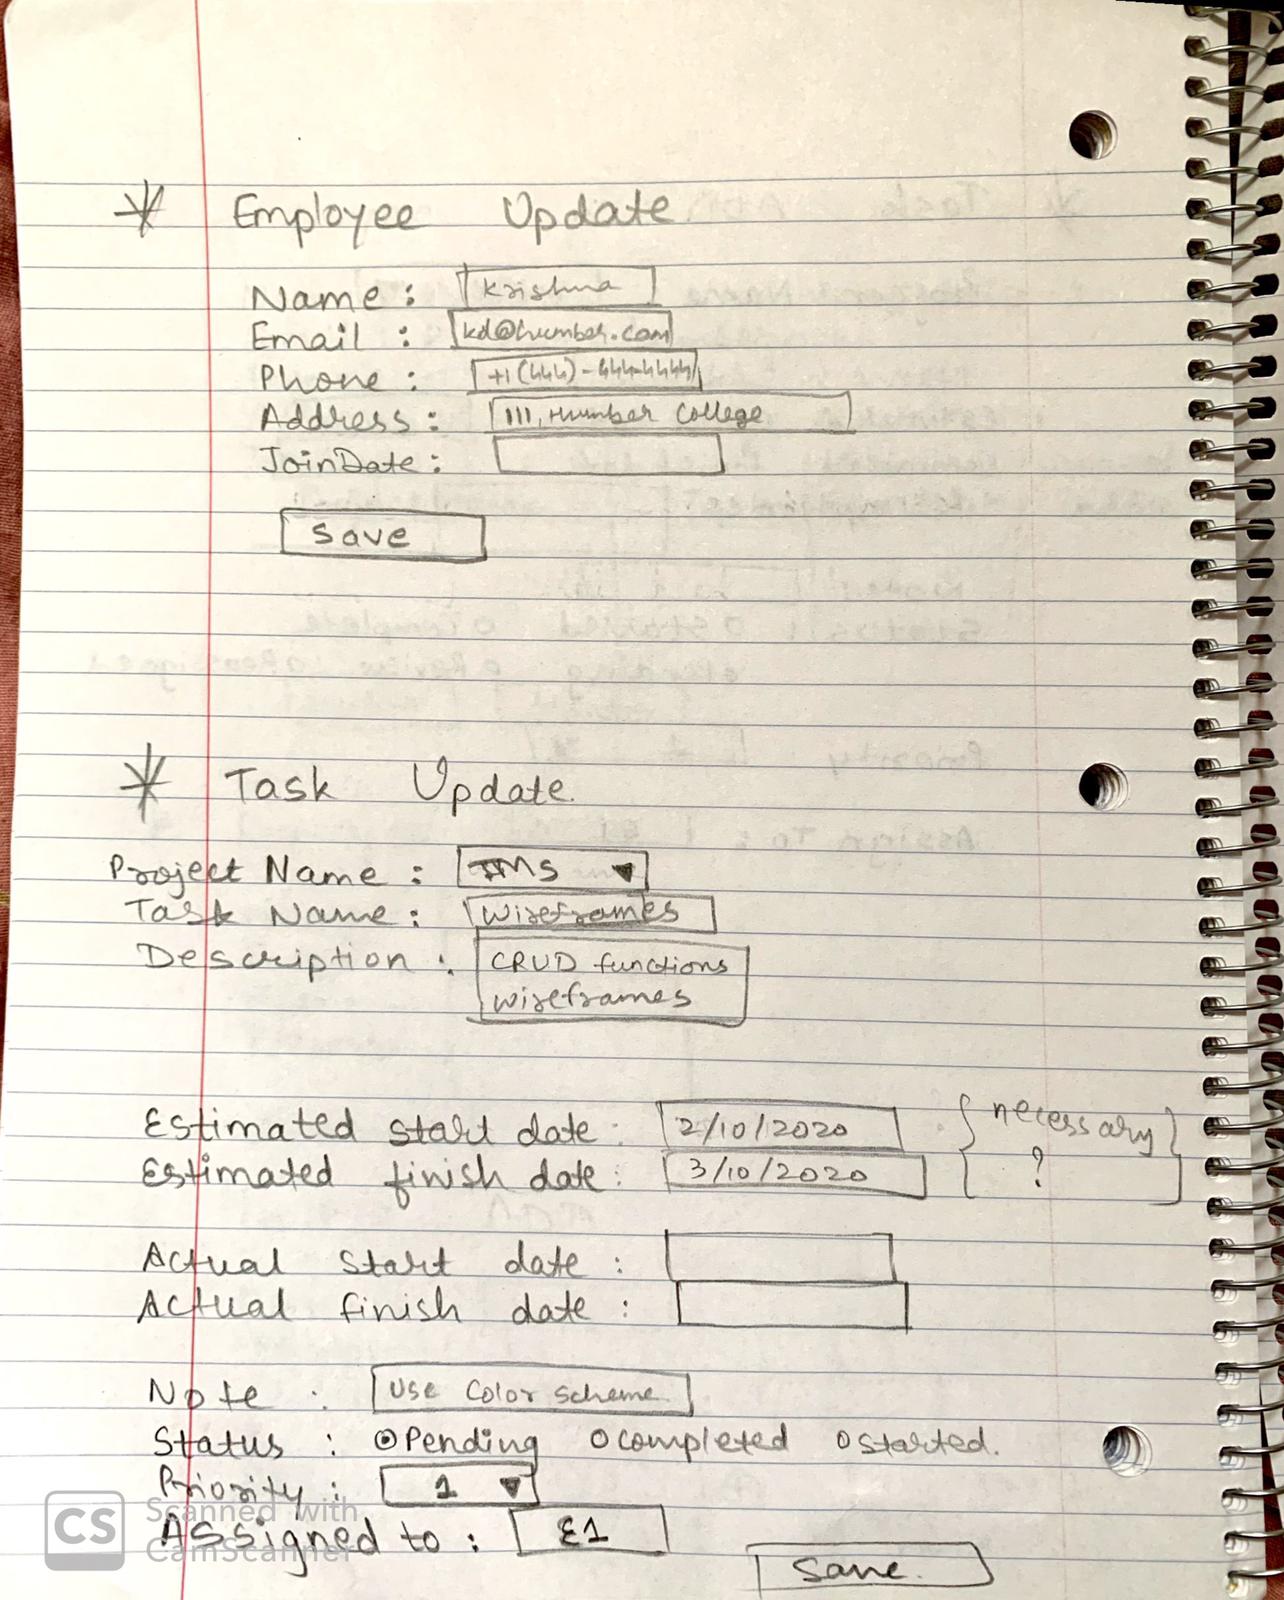 * Employee Update
Name : Krishna
Email : kd@humber.com
Phone : +1(444)-444-4444
Address : 111, Humber College
JoinDate :
Save
* Task Update.
Project Name : TMS ▼
Task Name : Wireframes
Description : CRUD functions
wireframes
Estimated start date : 2/10/2020 { necessary }
Estimated finish date : 3/10/2020 ?
Actual start date :
Actual finish date :
Note : Use Color scheme.
Status : Pending Completed Started.
Priority : 1 ▼
Assigned to : E1
Save.
CS Scanned with
CamScanner